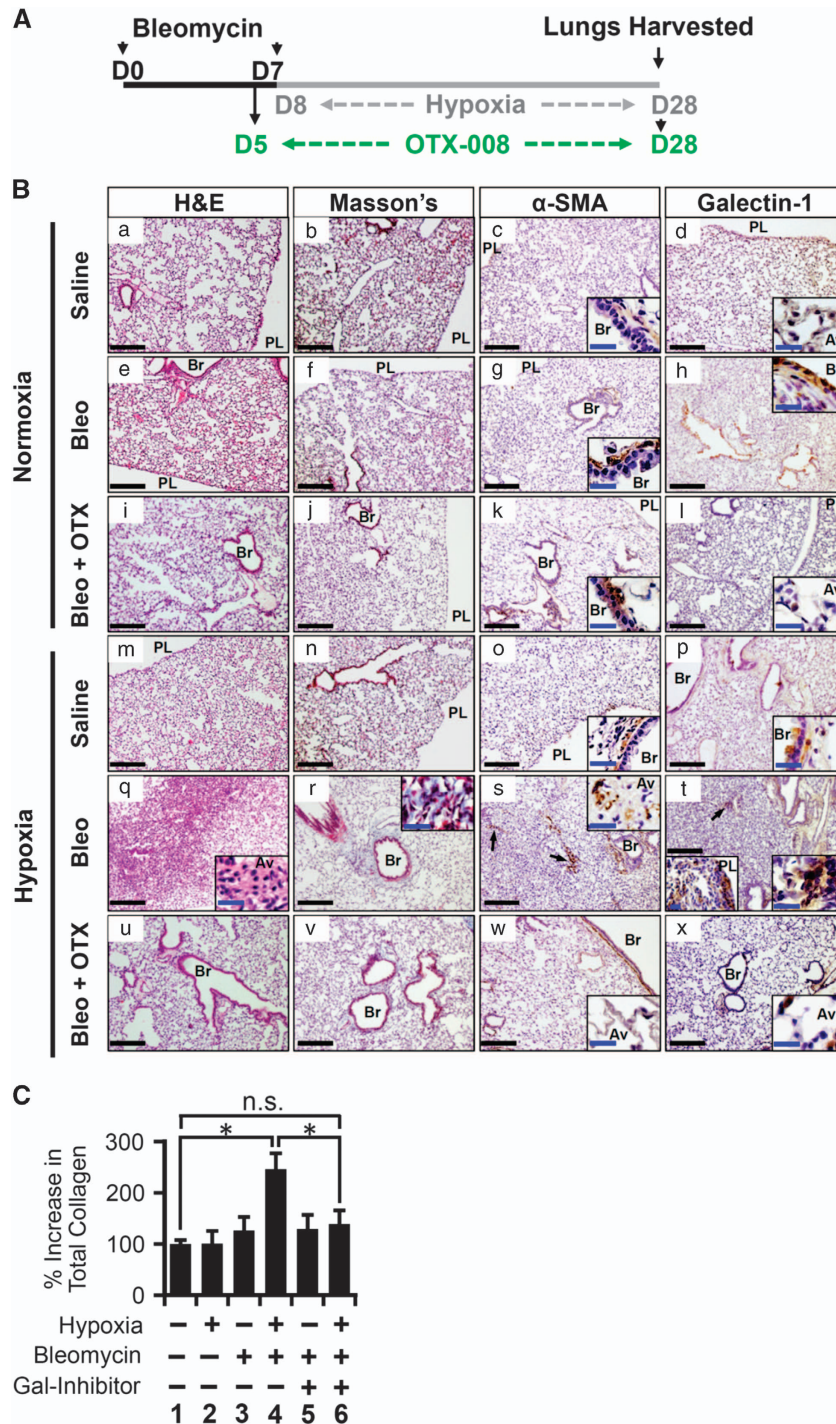 A
Bleomycin
Lungs Harvested
D0
D7
D8
Hypoxia
D28
D5
OTX-008
D28
B
H&E
Masson's
α-SMA
Galectin-1
Normoxia
Saline
a
PL
b
PL
c
PL
Br
d
PL
Bleo
e
Br
PL
f
PL
g
PL
Br
Br
h
Bleo + OTX
i
Br
j
Br
PL
k
PL
Br
Br
l
Av
Hypoxia
Saline
m
PL
n
PL
o
PL
Br
p
Br
Br
Bleo
q
Av
r
Br
s
Av
Br
t
PL
Bleo + OTX
u
Br
v
Br
w
Br
Av
x
Br
Av
C
n.s.
*
*
% Increase in
Total Collagen
300
200
100
0
Hypoxia − + − + − +
Bleomycin − − + + + +
Gal-Inhibitor − − − − + +
1 2 3 4 5 6